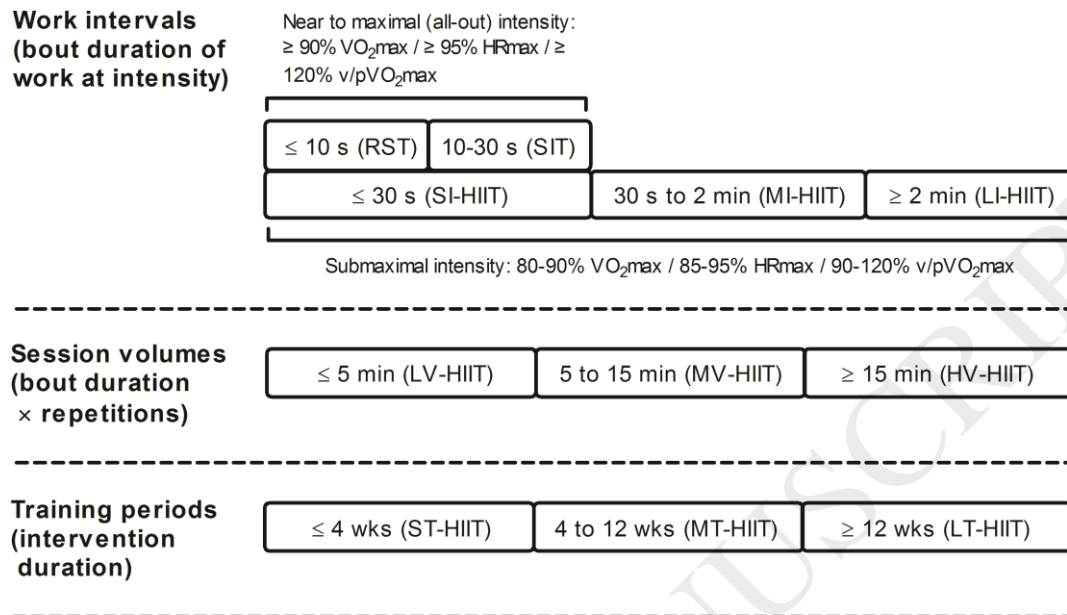 Work intervals
(bout duration of
work at intensity)
Near to maximal (all-out) intensity:
≥ 90% VO₂max / ≥ 95% HRmax / ≥
120% v/pVO₂max
≤ 10 s (RST)
10-30 s (SIT)
≤ 30 s (SI-HIIT)
30 s to 2 min (MI-HIIT)
≥ 2 min (LI-HIIT)
Submaximal intensity: 80-90% VO₂max / 85-95% HRmax / 90-120% v/pVO₂max
Session volumes
(bout duration
× repetitions)
≤ 5 min (LV-HIIT)
5 to 15 min (MV-HIIT)
≥ 15 min (HV-HIIT)
Training periods
(intervention
duration)
≤ 4 wks (ST-HIIT)
4 to 12 wks (MT-HIIT)
≥ 12 wks (LT-HIIT)